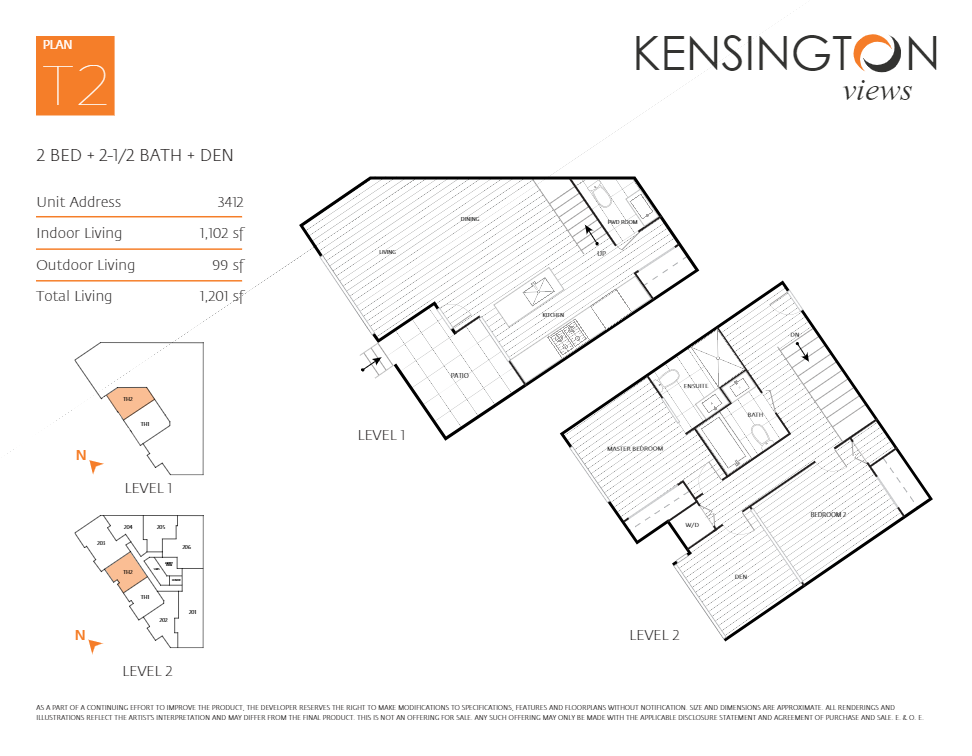 PLAN
T2
KENSINGTON
views
2 BED + 2-1/2 BATH + DEN
Unit Address 3412
Indoor Living 1,102 sf
Outdoor Living 99 sf
Total Living 1,201 sf
DINING
LIVING
PWD ROOM
UP
KITCHEN
PATIO
LEVEL 1
DN
ENSUITE
BATH
MASTER BEDROOM
W/D
BEDROOM 2
DEN
LEVEL 2
TH2
TH1
N
LEVEL 1
204
205
203
206
TH2
TH1
201
202
N
LEVEL 2
AS A PART OF A CONTINUING EFFORT TO IMPROVE THE PRODUCT, THE DEVELOPER RESERVES THE RIGHT TO MAKE MODIFICATIONS TO SPECIFICATIONS, FEATURES AND FLOORPLANS WITHOUT NOTIFICATION. SIZE AND DIMENSIONS ARE APPROXIMATE. ALL RENDERINGS AND
ILLUSTRATIONS REFLECT THE ARTIST'S INTERPRETATION AND MAY DIFFER FROM THE FINAL PRODUCT. THIS IS NOT AN OFFERING FOR SALE. ANY SUCH OFFERING MAY ONLY BE MADE WITH THE APPLICABLE DISCLOSURE STATEMENT AND AGREEMENT OF PURCHASE AND SALE. E. & O. E.